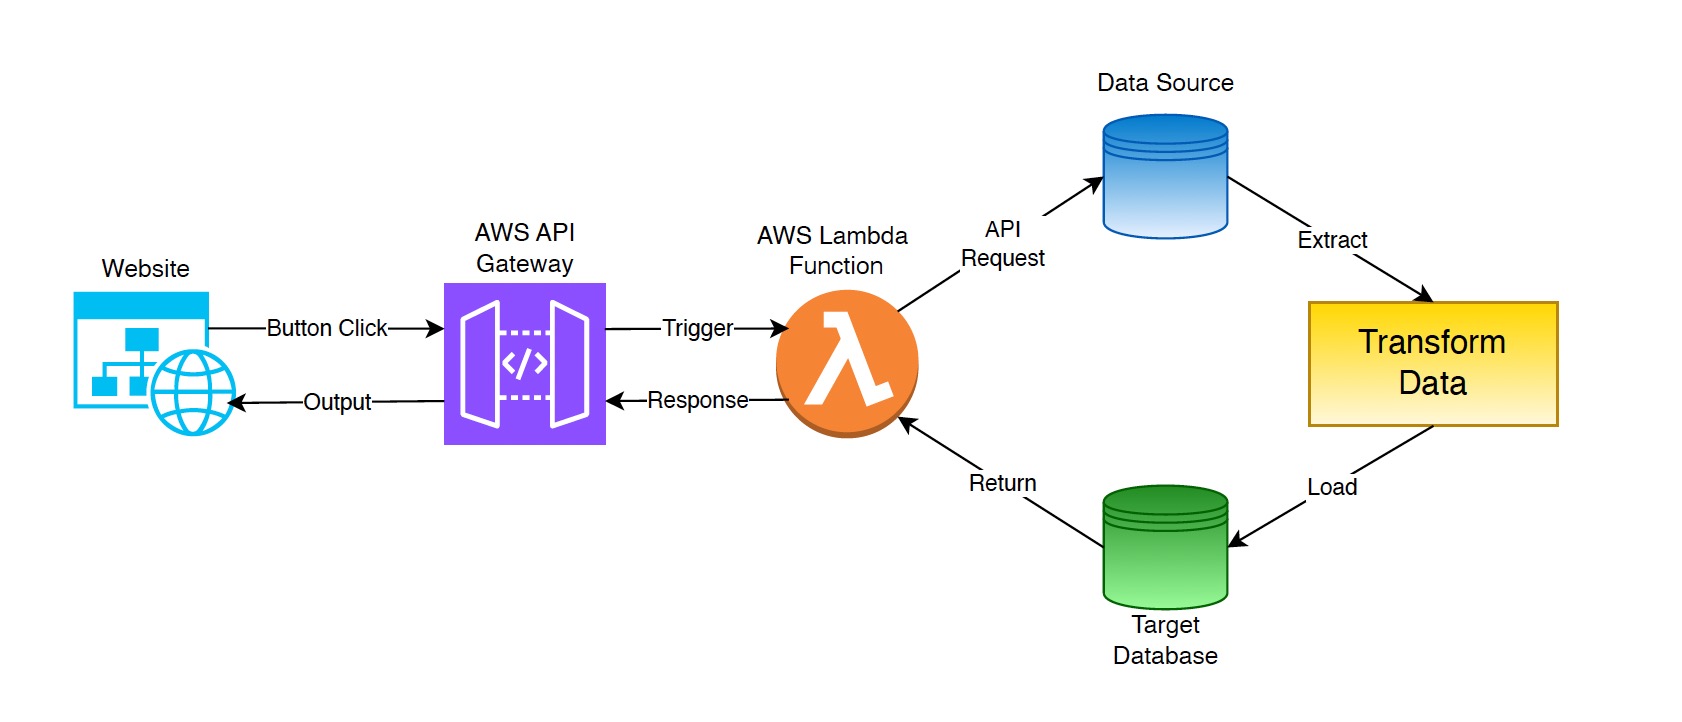 Data Source
API
Request
Extract
AWS API
Gateway
AWS Lambda
Function
Website
Button Click
Trigger
</>
Transform
Data
Output
Response
Return
Load
Target
Database